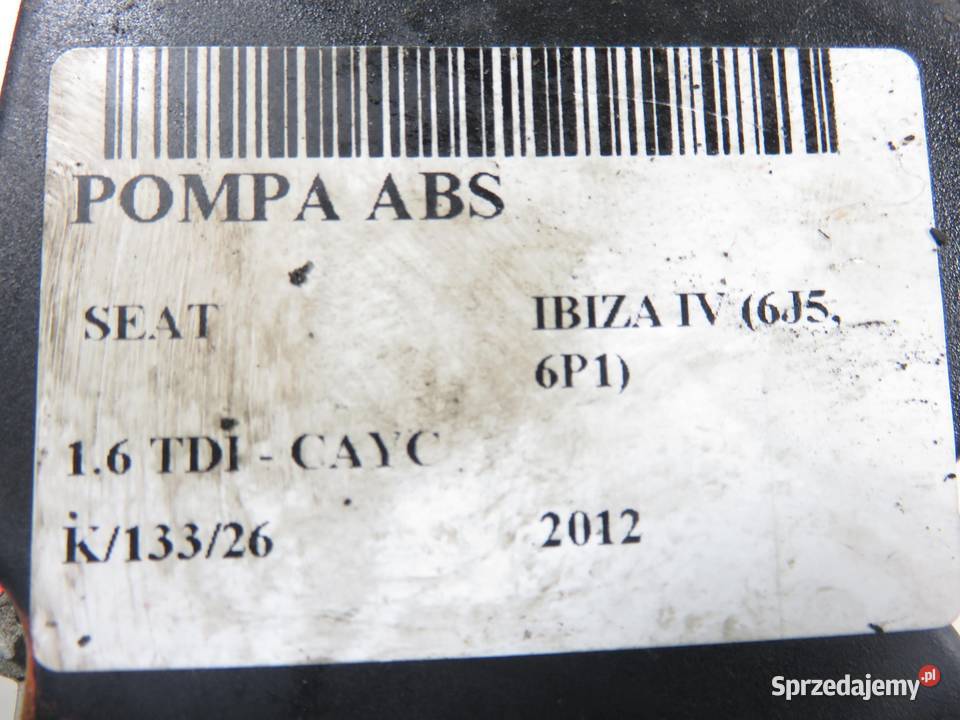 POMPA ABS
SEAT IBIZA IV (6J5,
6P1)
1.6 TDI - CAYC
K/133/26 2012
Sprzedajemy.pl